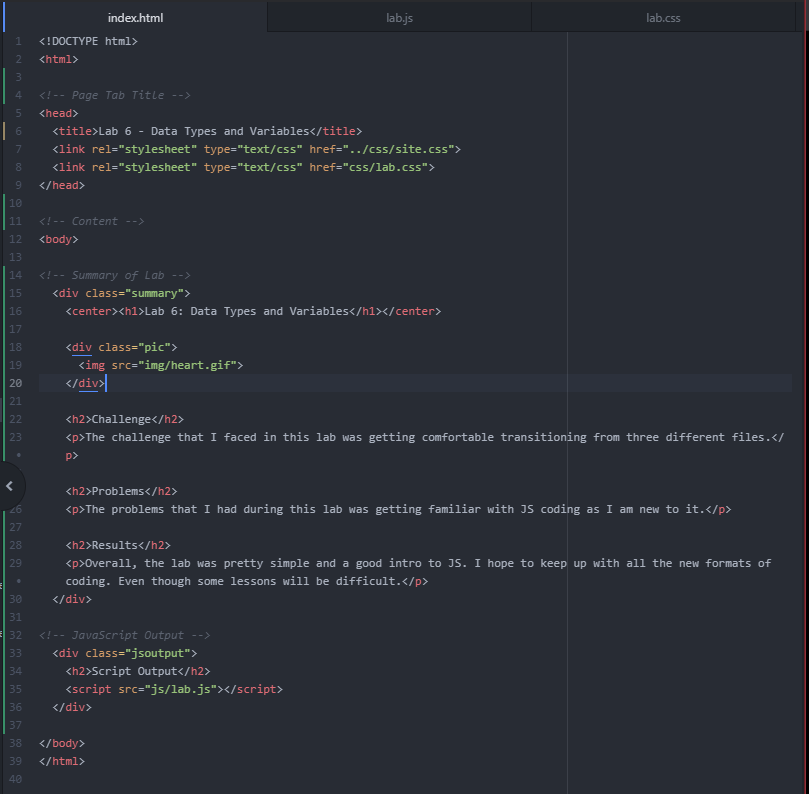 index.html lab.js lab.css
1 <!DOCTYPE html>
2 <html>
3
4 <!-- Page Tab Title -->
5 <head>
6 <title>Lab 6 - Data Types and Variables</title>
7 <link rel="stylesheet" type="text/css" href="../css/site.css">
8 <link rel="stylesheet" type="text/css" href="css/lab.css">
9 </head>
10
11 <!-- Content -->
12 <body>
13
14 <!-- Summary of Lab -->
15 <div class="summary">
16 <center><h1>Lab 6: Data Types and Variables</h1></center>
17
18 <div class="pic">
19 <img src="img/heart.gif">
20 </div>
21
22 <h2>Challenge</h2>
23 <p>The challenge that I faced in this lab was getting comfortable transitioning from three different files.</
• p>
<h2>Problems</h2>
26 <p>The problems that I had during this lab was getting familiar with JS coding as I am new to it.</p>
27
28 <h2>Results</h2>
29 <p>Overall, the lab was pretty simple and a good intro to JS. I hope to keep up with all the new formats of
• coding. Even though some lessons will be difficult.</p>
30 </div>
31
32 <!-- JavaScript Output -->
33 <div class="jsoutput">
34 <h2>Script Output</h2>
35 <script src="js/lab.js"></script>
36 </div>
37
38 </body>
39 </html>
40